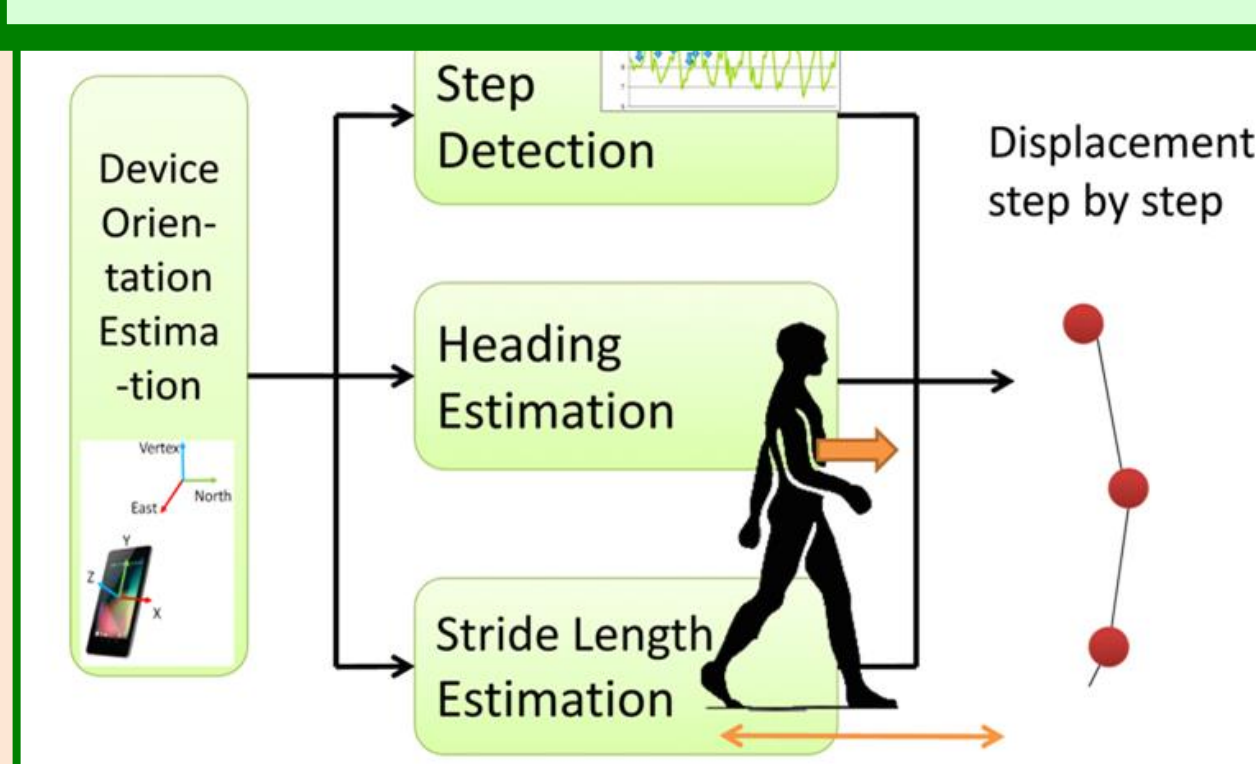 Device
Orien-
tation
Estima
-tion
Vertex
North
East
Y
Z
X
Step
Detection
Heading
Estimation
Stride Length
Estimation
Displacement
step by step